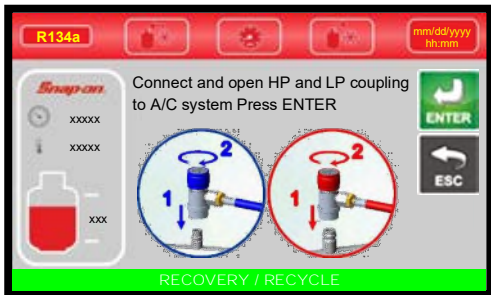 R134a
mm/dd/yyyy
hh:mm
Snap-on
xxxxx
xxxxx
xxx
Connect and open HP and LP coupling
to A/C system Press ENTER
1
2
1
2
ENTER
ESC
RECOVERY / RECYCLE